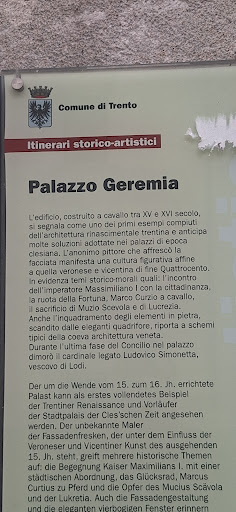 Comune di Trento
Itinerari storico-artistici
Palazzo Geremia
L'edificio, costruito a cavallo tra XV e XVI secolo,
si segnala come uno dei primi esempi compiuti
dell'architettura rinascimentale trentina e anticipa
molte soluzioni adottate nei palazzi di epoca
clesiana. L'anonimo pittore che affrescò la
facciata manifesta una cultura figurativa affine
a quella veronese e vicentina di fine Quattrocento.
In evidenza temi storico-morali quali: l'incontro
dell'imperatore Massimiliano I con la cittadinanza,
la ruota della Fortuna, Marco Curzio a cavallo,
il sacrificio di Muzio Scevola e di Lucrezia.
Anche l'inquadramento degli elementi in pietra,
scandito dalle eleganti quadrifore, riporta a schemi
tipici della coeva architettura veneta.
Durante l'ultima fase del Concilio nel palazzo
dimorò il cardinale legato Ludovico Simonetta,
vescovo di Lodi.
Der um die Wende vom 15. zum 16. Jh. errichtete
Palast kann als erstes vollendetes Beispiel
der Trentiner Renaissance und Vorläufer
der Stadtpalais der Cles'schen Zeit angesehen
werden. Der unbekannte Maler
der Fassadenfresken, der unter dem Einfluss der
Veroneser und Vicentiner Kunst des ausgehenden
15. Jh. steht, greift mehrere historische Themen
auf: die Begegnung Kaiser Maximilians I. mit einer
städtischen Abordnung, das Glücksrad, Marcus
Curtius zu Pferd und die Opfer des Mucius Scävola
und der Lukretia. Auch die Fassadengestaltung
und die eleganten vierbogigen Fenster erinnern